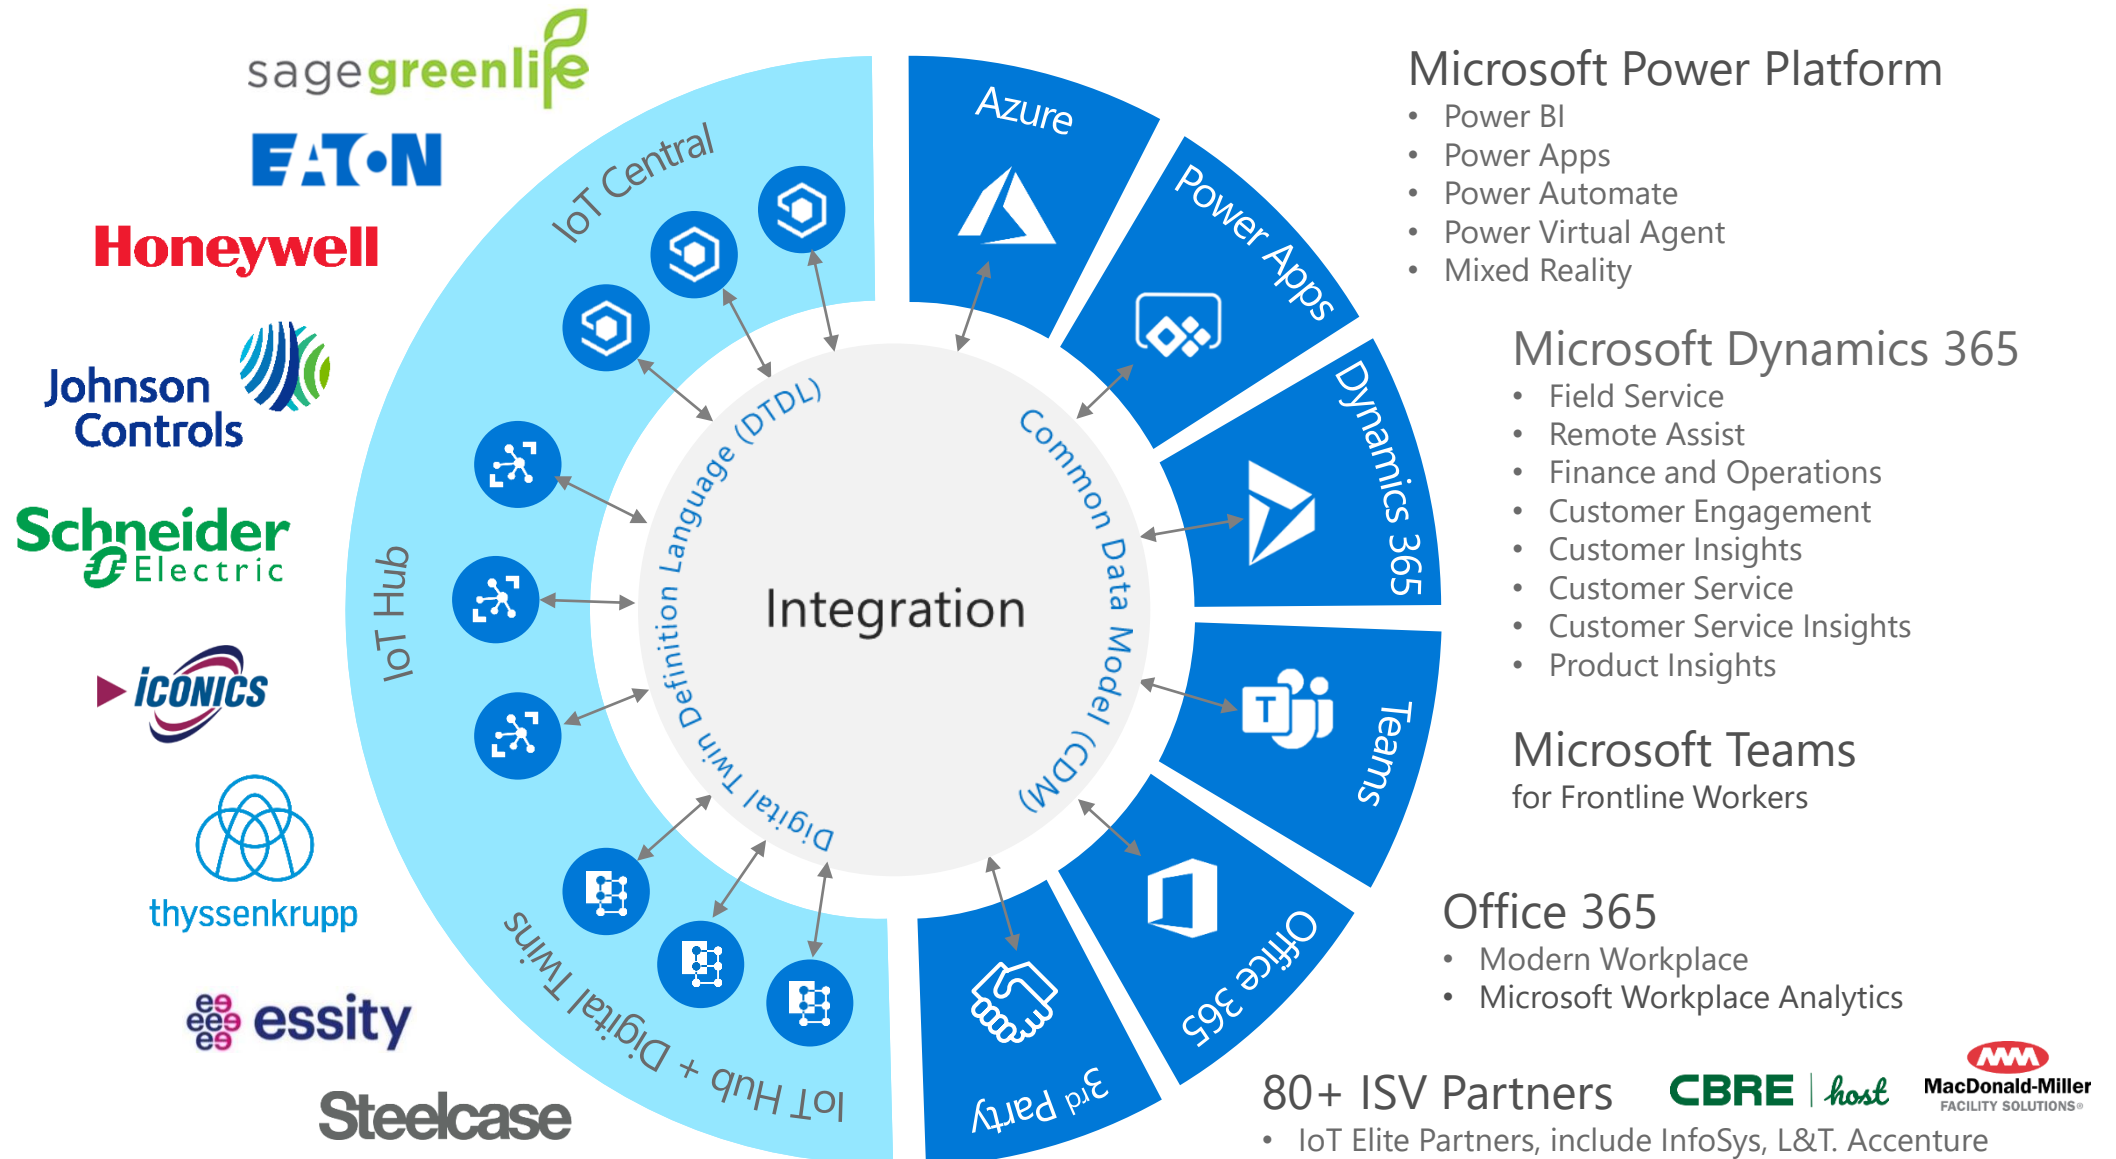 sagegreenlife
EATON
Honeywell
Johnson
Controls
Schneider
Electric
ICONICS
thyssenkrupp
essity
Steelcase
IoT Central
IoT Hub
IoT Hub + Digital Twins
Digital Twin Definition Language (DTDL)
Integration
Common Data Model (CDM)
Azure
Power Apps
Dynamics 365
Teams
T
Office 365
3rd Party
Microsoft Power Platform
• Power BI
• Power Apps
• Power Automate
• Power Virtual Agent
• Mixed Reality
Microsoft Dynamics 365
• Field Service
• Remote Assist
• Finance and Operations
• Customer Engagement
• Customer Insights
• Customer Service
• Customer Service Insights
• Product Insights
Microsoft Teams
for Frontline Workers
Office 365
• Modern Workplace
• Microsoft Workplace Analytics
80+ ISV Partners
CBRE | host
MacDonald-Miller
FACILITY SOLUTIONS®
• IoT Elite Partners, include InfoSys, L&T. Accenture